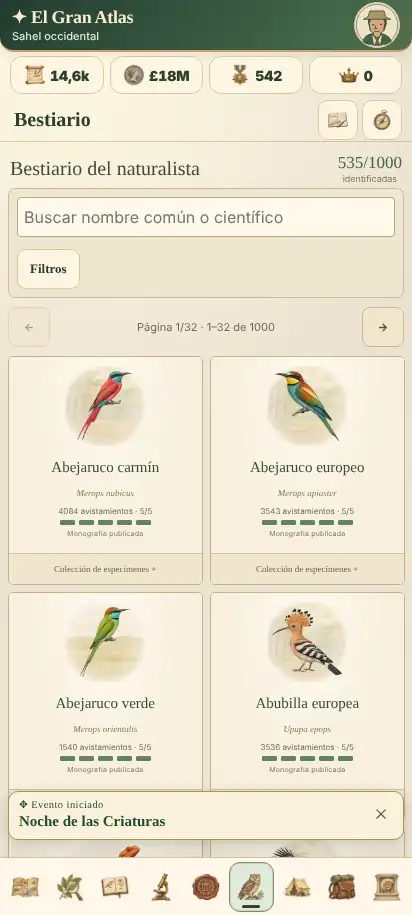 ✦ El Gran Atlas
Sahel occidental
14,6k
£18M
542
0
Bestiario
Bestiario del naturalista
535/1000
identificadas
Buscar nombre común o científico
Filtros
←
Página 1/32 · 1–32 de 1000
→
Abejaruco carmín
Merops nubicus
4084 avistamientos · 5/5
Monografía publicada
Colección de especímenes +
Abejaruco europeo
Merops apiaster
3543 avistamientos · 5/5
Monografía publicada
Colección de especímenes +
Abejaruco verde
Merops orientalis
1540 avistamientos · 5/5
Monografía publicada
Abubilla europea
Upupa epops
3536 avistamientos · 5/5
Monografía publicada
✥ Evento iniciado
Noche de las Criaturas
×